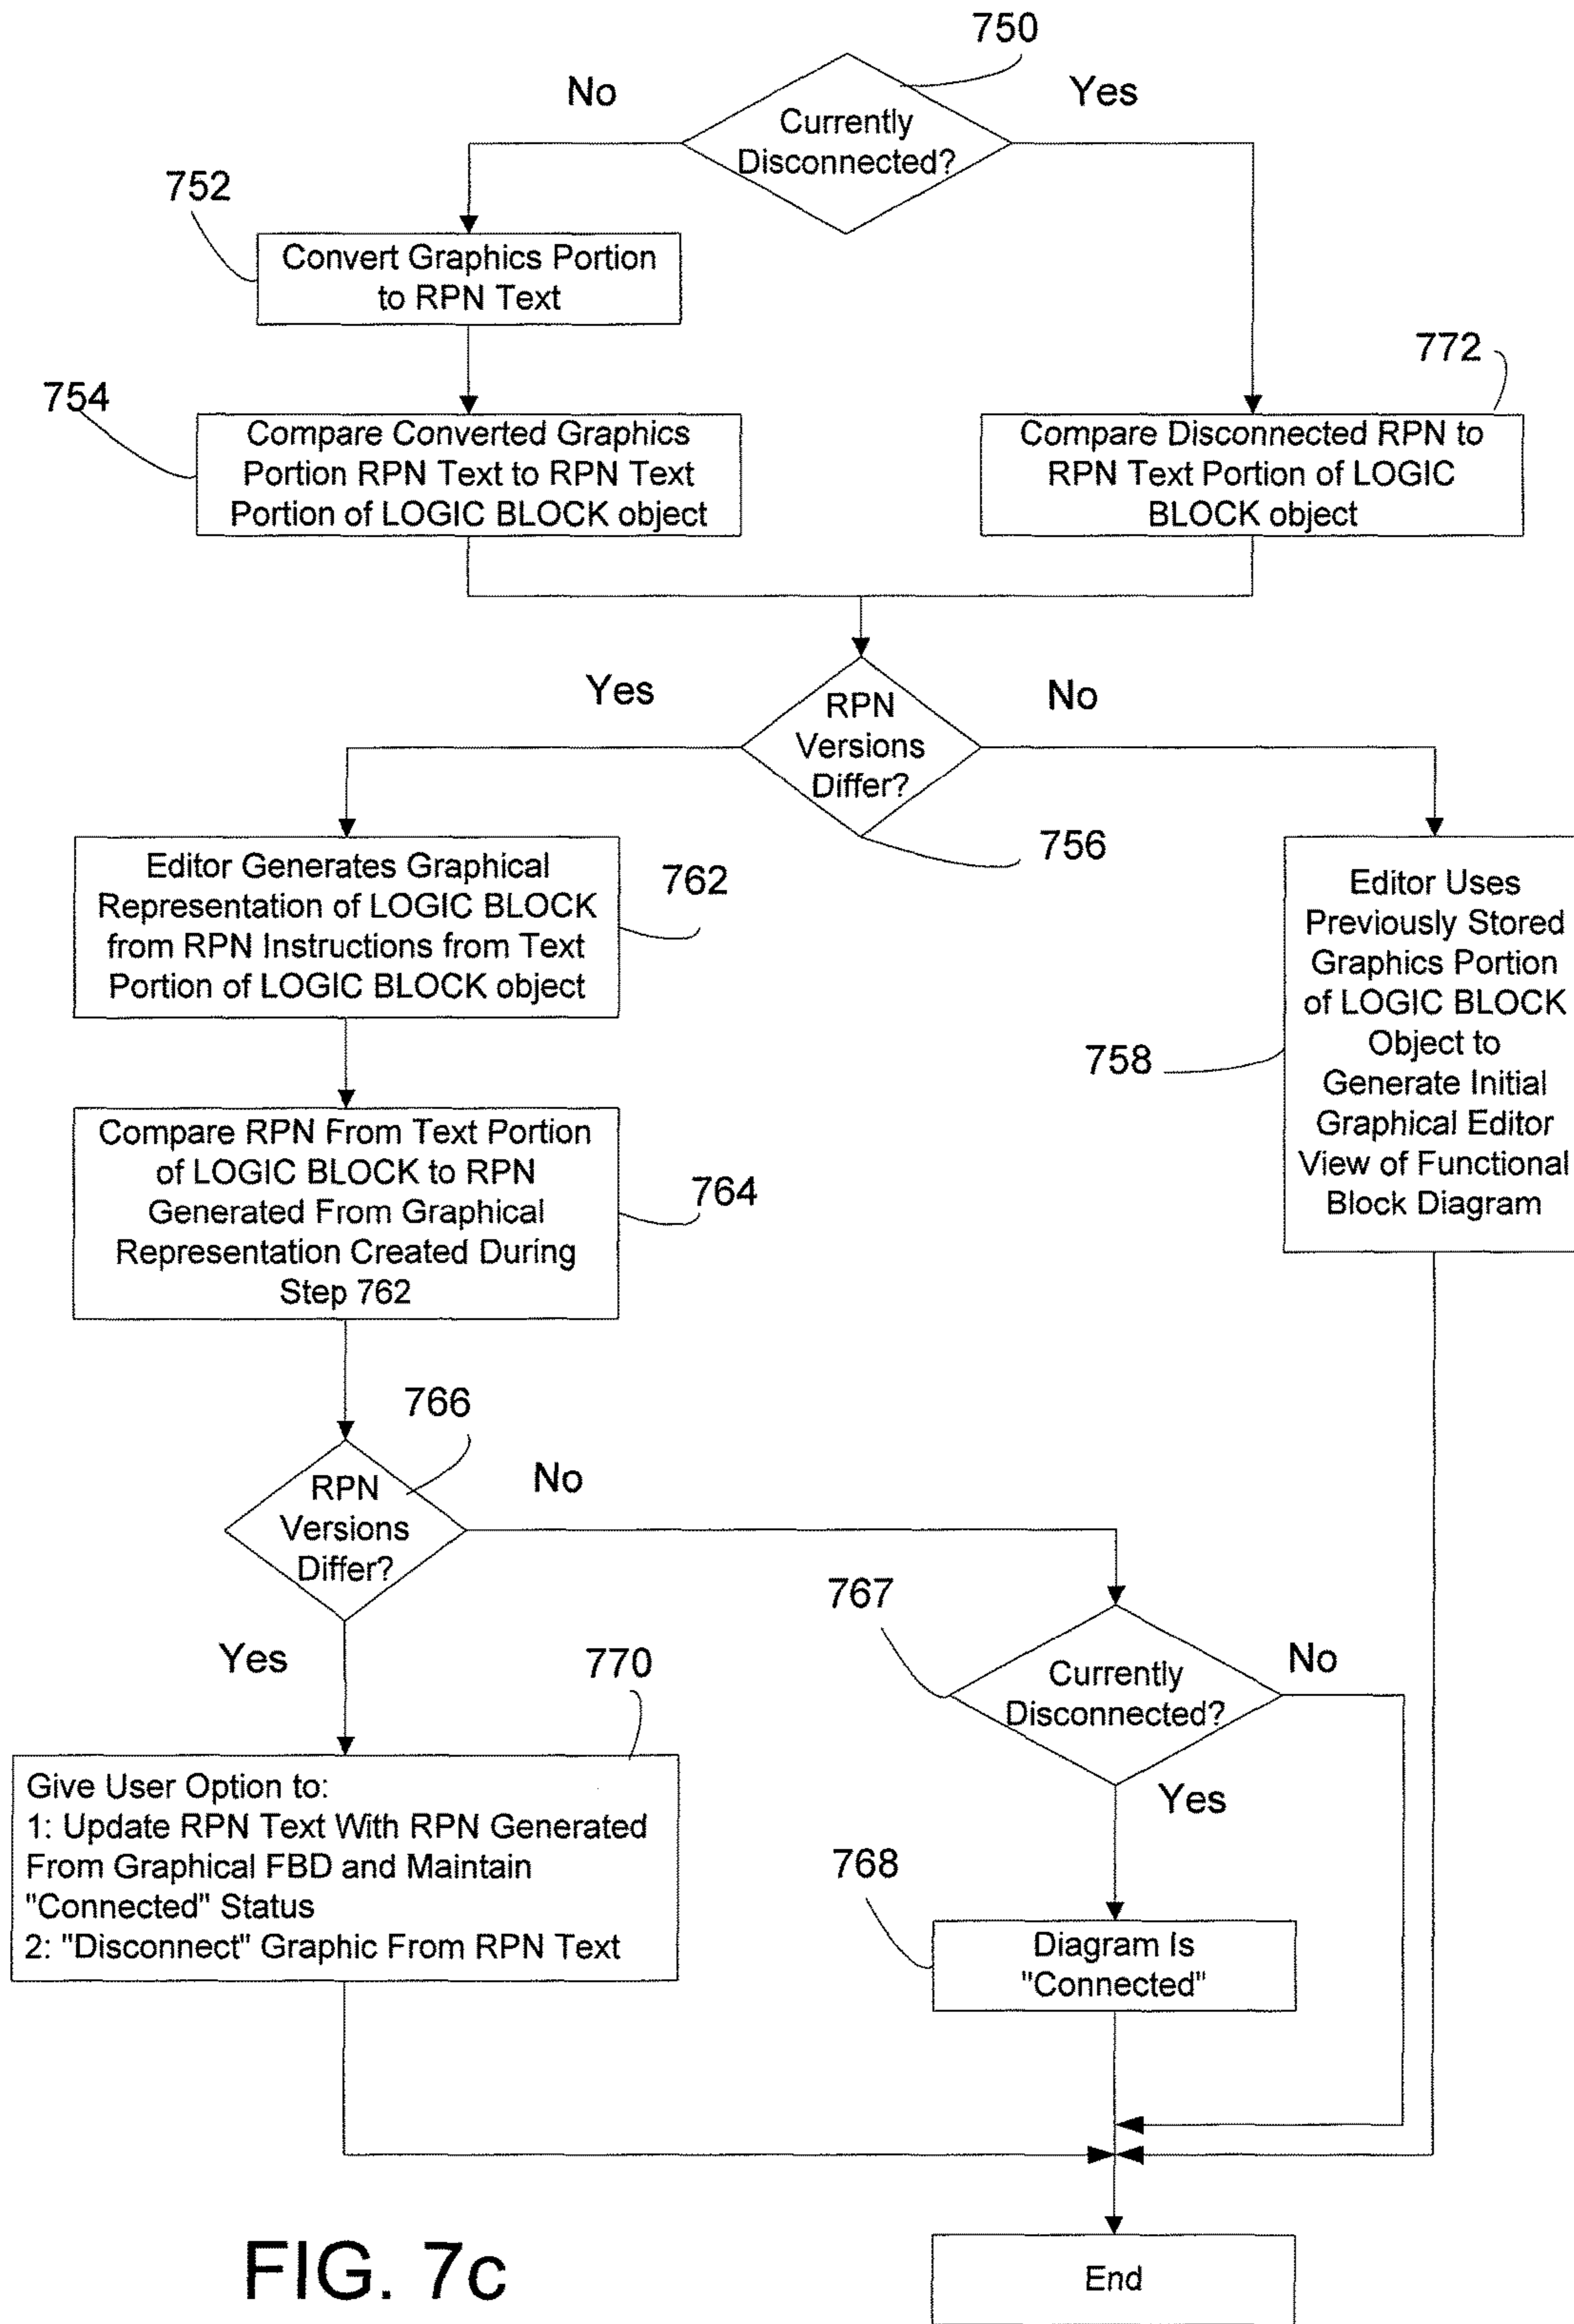 750
No
Yes
Currently
Disconnected?
752
Convert Graphics Portion
to RPN Text
772
754
Compare Converted Graphics
Portion RPN Text to RPN Text
Portion of LOGIC BLOCK object
Compare Disconnected RPN to
RPN Text Portion of LOGIC
BLOCK object
Yes
No
RPN
Versions
Differ?
756
Editor Generates Graphical
Representation of LOGIC BLOCK
from RPN Instructions from Text
Portion of LOGIC BLOCK object
762
Editor Uses
Previously Stored
Graphics Portion
of LOGIC BLOCK
Object to
Generate Initial
Graphical Editor
View of Functional
Block Diagram
758
Compare RPN From Text Portion
of LOGIC BLOCK to RPN
Generated From Graphical
Representation Created During
Step 762
764
766
RPN
Versions
Differ?
No
767
Yes
770
Currently
Disconnected?
No
Yes
Give User Option to:
1: Update RPN Text With RPN Generated
From Graphical FBD and Maintain
"Connected" Status
2: "Disconnect" Graphic From RPN Text
768
Diagram Is
"Connected"
End
FIG. 7c